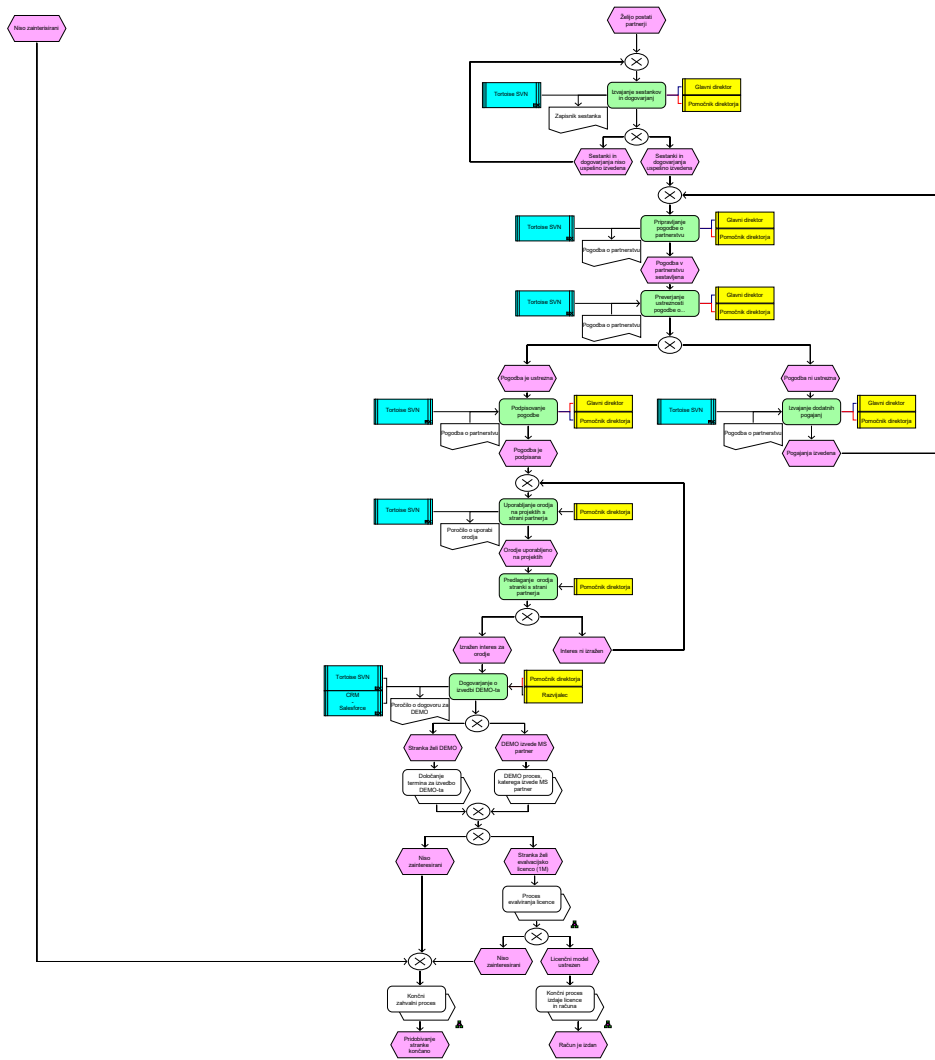 Želijo postati
partnerji
Niso zainterisirani
Tortoise SVN
Izvajanje sestankov
in dogovarjanj
Glavni direktor
Pomočnik direktorja
Zapisnik sestanka
Sestanki in
dogovarjanja niso
uspešno izvedena
Sestanki in
dogovarjanja
uspešno izvedena
Tortoise SVN
Pripravljanje
pogodbe o
partnerstvu
Glavni direktor
Pomočnik direktorja
Pogodba o partnerstvu
Pogodba v
partnerstvu
sestavljena
Tortoise SVN
Preverjanje
ustreznosti
pogodbe o...
Glavni direktor
Pomočnik direktorja
Pogodba o partnerstvu
Pogodba je ustrezna
Pogodba ni ustrezna
Tortoise SVN
Podpisovanje
pogodbe
Glavni direktor
Pomočnik direktorja
Pogodba o partnerstvu
Tortoise SVN
Izvajanje dodatnih
pogajanj
Glavni direktor
Pomočnik direktorja
Pogodba o partnerstvu
Pogodba je
podpisana
Pogajanja izvedena
Tortoise SVN
Uporabljanje orodja
na projektih s
strani partnerja
Pomočnik direktorja
Poročilo o uporabi
orodja
Orodje uporabljeno
na projektih
Predlaganje orodja
stranki s strani
partnerja
Pomočnik direktorja
Izražen interes za
orodje
Interes ni izražen
Tortoise SVN
CRM
-
Salesforce
Dogovarjanje o
izvedbi DEMO-ta
Pomočnik direktorja
Razvijalec
Poročilo o dogovoru za
DEMO
Stranka želi DEMO
DEMO izvede MS
partner
Določanje
termina za izvedbo
DEMO-ta
DEMO proces,
katerega izvede MS
partner
Niso
zainteresirani
Stranka želi
evalvacijsko
licenco (1M)
Proces
evalviranja licence
Niso
zainteresirani
Licenčni model
ustrezen
Končni
zahvalni proces
Končni proces
izdaje licence
in računa
Pridobivanje
stranke
končano
Račun je izdan